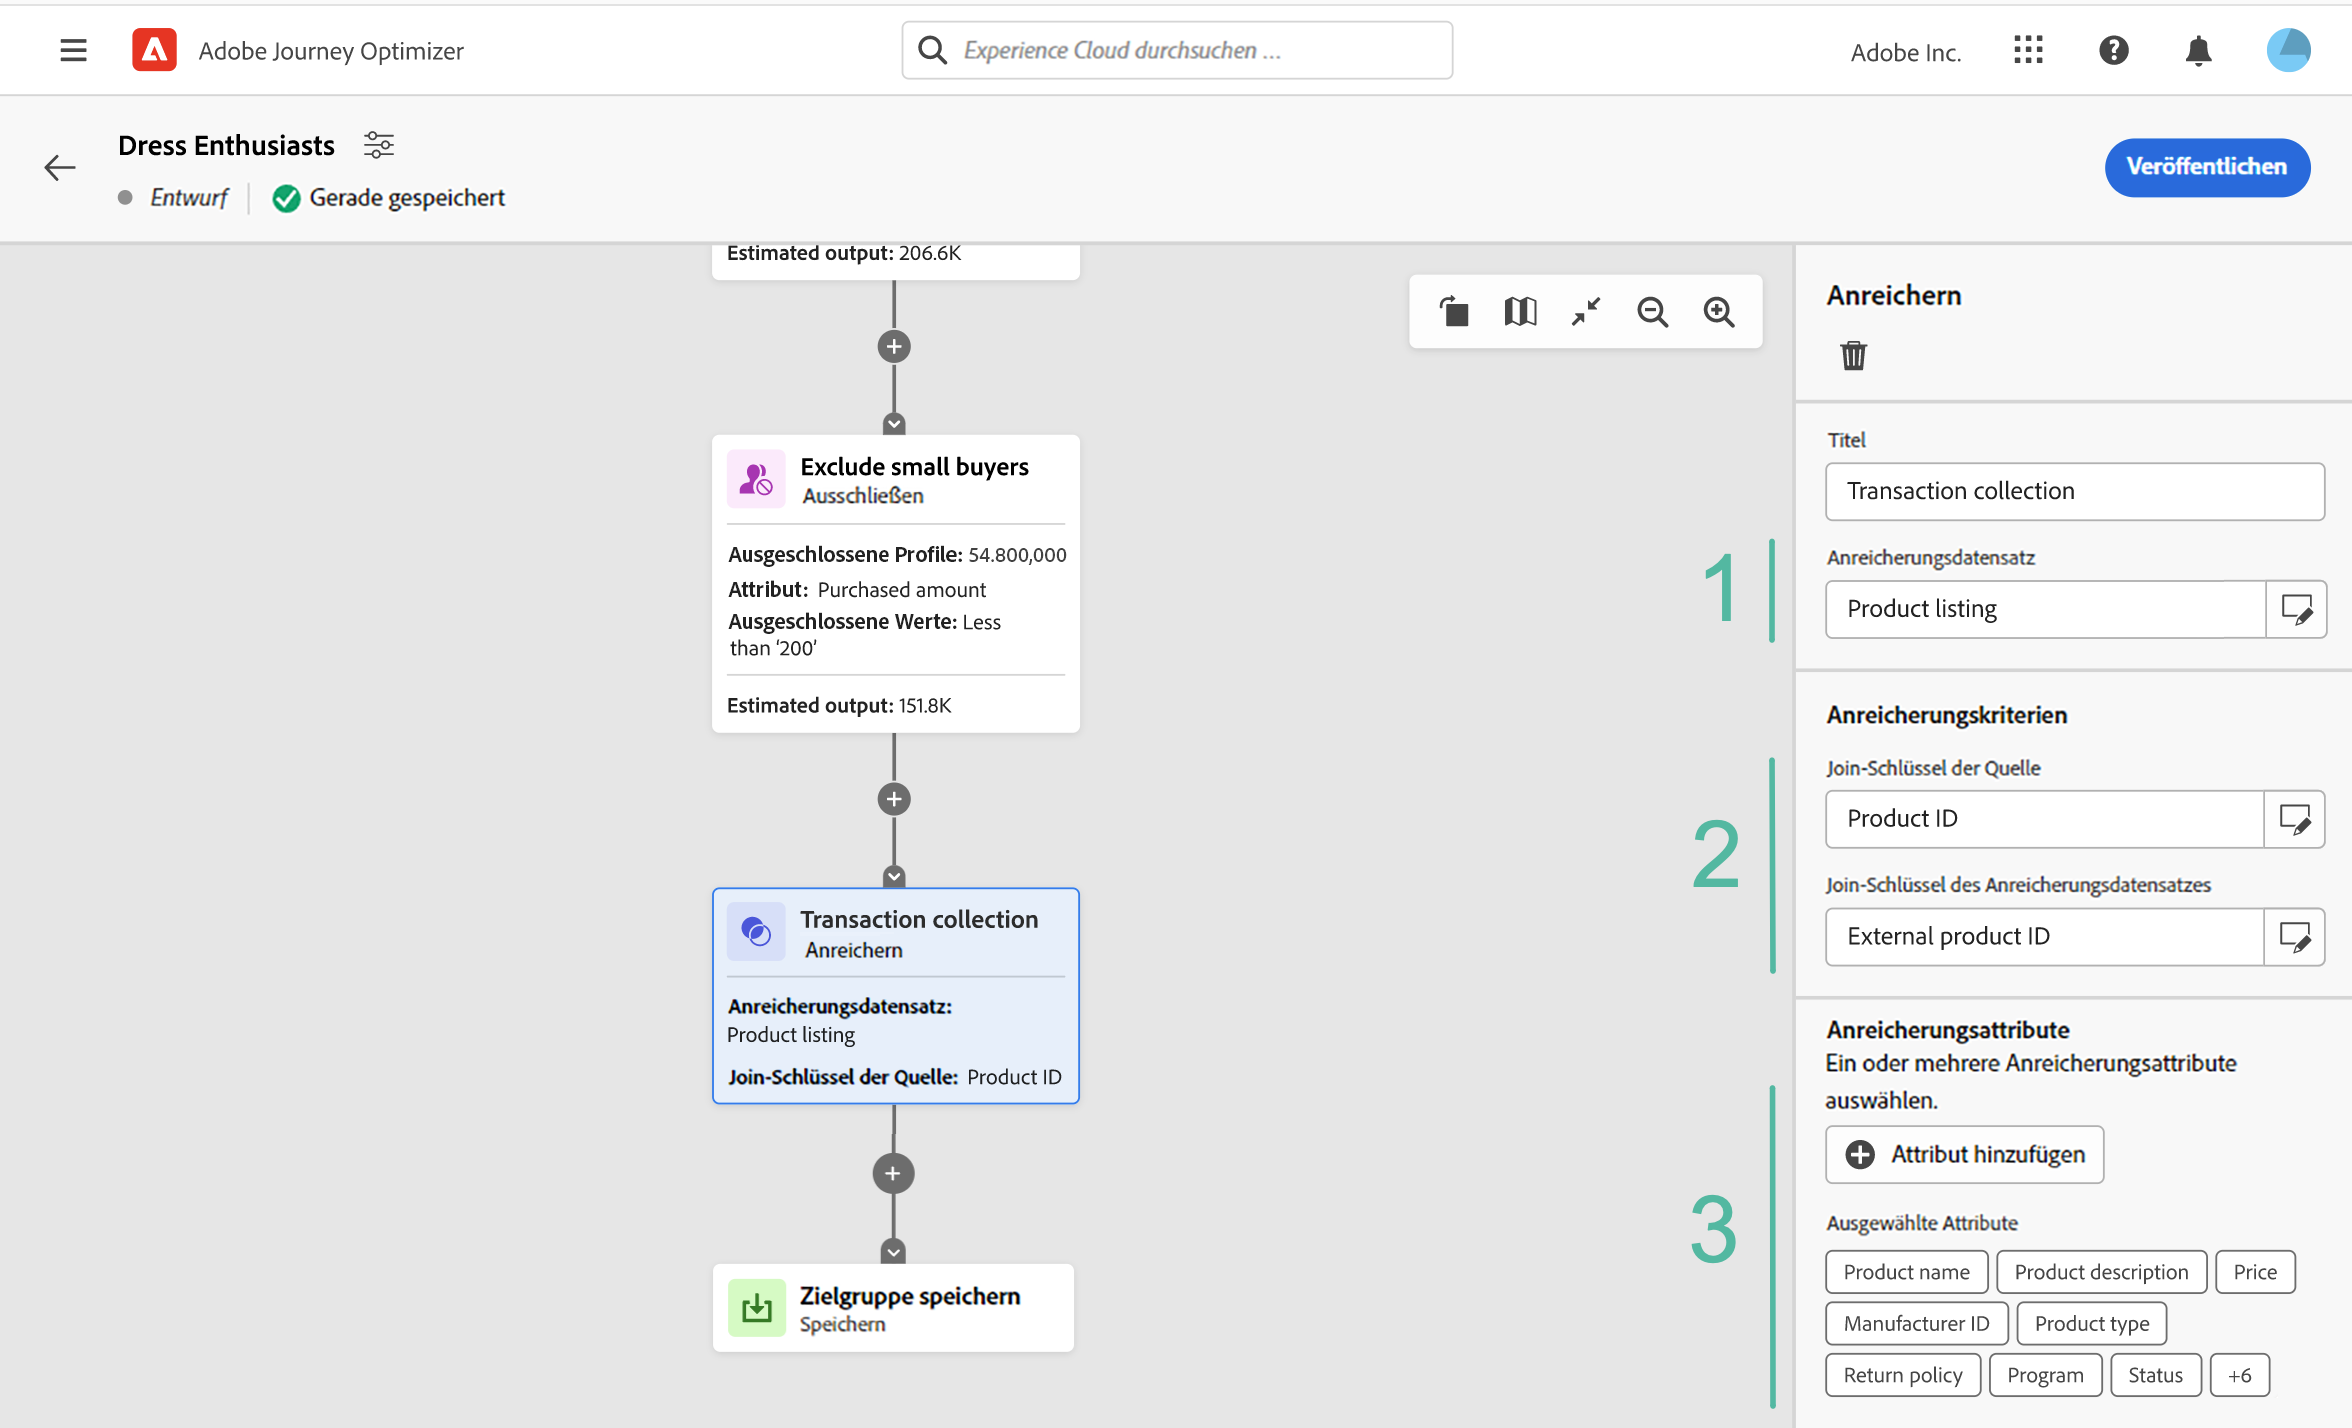 Adobe Journey Optimizer
Experience Cloud durchsuchen ...
Adobe Inc.
Dress Enthusiasts
Entwurf
Gerade gespeichert
Veröffentlichen
Estimated output: 206.6K
Exclude small buyers
Ausschließen
Ausgeschlossene Profile: 54.800,000
Attribut: Purchased amount
Ausgeschlossene Werte: Less
than ‘200’
Estimated output: 151.8K
Transaction collection
Anreichern
Anreicherungsdatensatz:
Product listing
Join-Schlüssel der Quelle: Product ID
Zielgruppe speichern
Speichern
Anreichern
Titel
Transaction collection
1
Anreicherungsdatensatz
Product listing
Anreicherungskriterien
2
Join-Schlüssel der Quelle
Product ID
Join-Schlüssel des Anreicherungsdatensatzes
External product ID
Anreicherungsattribute
Ein oder mehrere Anreicherungsattribute
auswählen.
3
Attribut hinzufügen
Ausgewählte Attribute
Product name Product description Price
Manufacturer ID Product type
Return policy Program Status +6